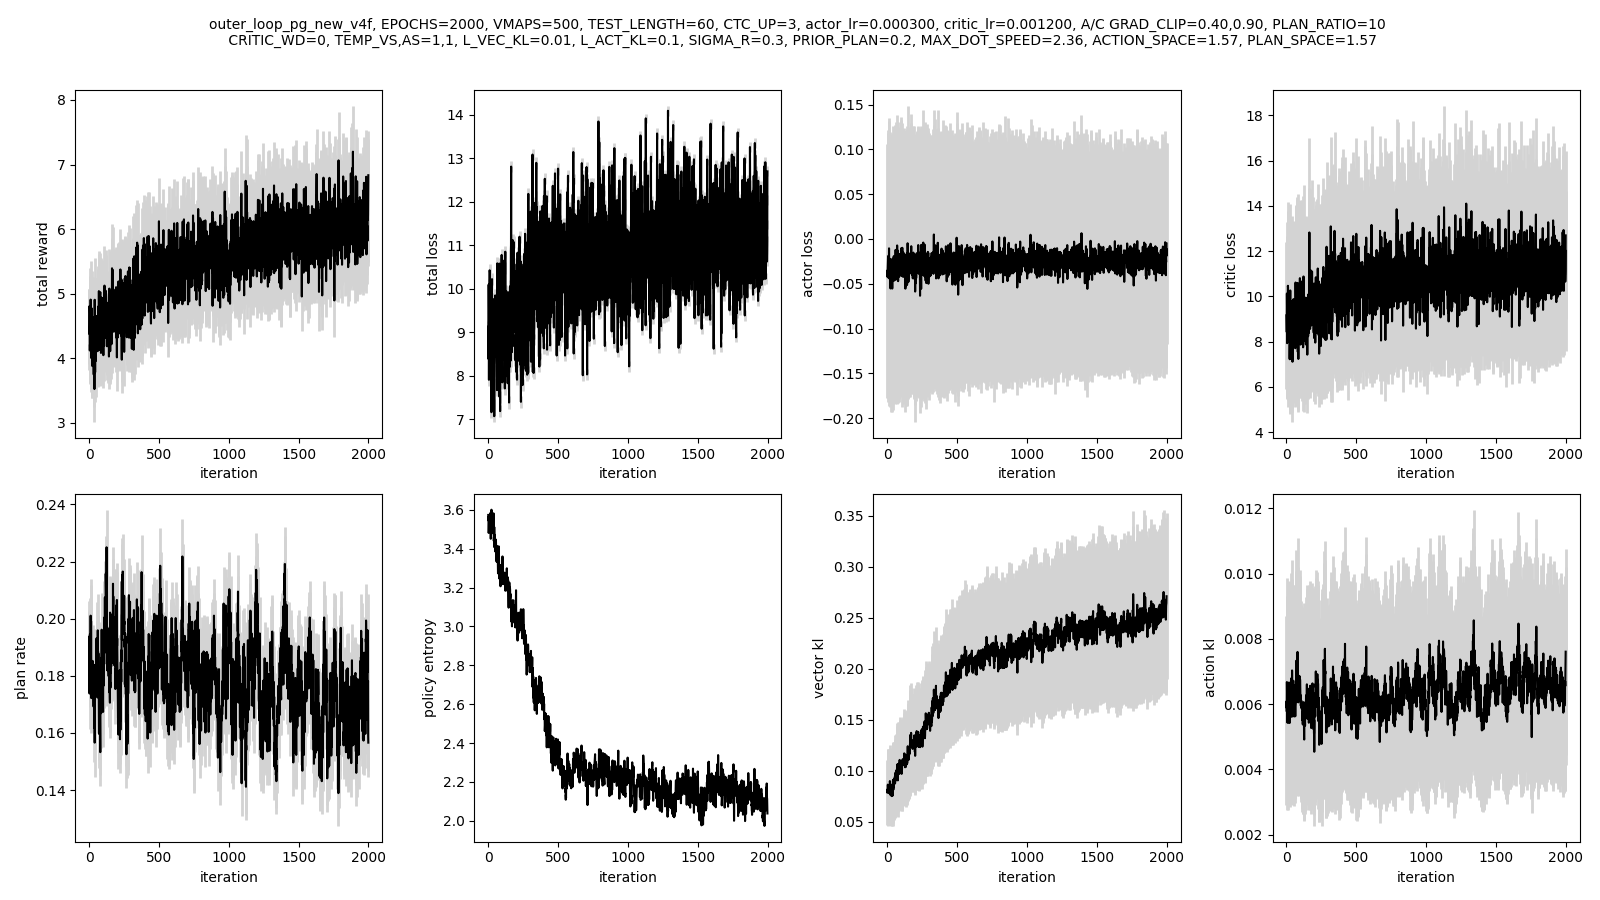 outer_loop_pg_new_v4f, EPOCHS=2000, VMAPS=500, TEST_LENGTH=60, CTC_UP=3, actor_lr=0.000300, critic_lr=0.001200, A/C GRAD_CLIP=0.40,0.90, PLAN_RATIO=10
CRITIC_WD=0, TEMP_VS,AS=1,1, L_VEC_KL=0.01, L_ACT_KL=0.1, SIGMA_R=0.3, PRIOR_PLAN=0.2, MAX_DOT_SPEED=2.36, ACTION_SPACE=1.57, PLAN_SPACE=1.57
total reward
8
7
6
5
4
3
0 500 1000 1500 2000
iteration
total loss
14
13
12
11
10
9
8
7
0 500 1000 1500 2000
iteration
actor loss
0.15
0.10
0.05
0.00
−0.05
−0.10
−0.15
−0.20
0 500 1000 1500 2000
iteration
critic loss
18
16
14
12
10
8
6
4
0 500 1000 1500 2000
iteration
plan rate
0.24
0.22
0.20
0.18
0.16
0.14
0 500 1000 1500 2000
iteration
policy entropy
3.6
3.4
3.2
3.0
2.8
2.6
2.4
2.2
2.0
0 500 1000 1500 2000
iteration
vector kl
0.35
0.30
0.25
0.20
0.15
0.10
0.05
0 500 1000 1500 2000
iteration
action kl
0.012
0.010
0.008
0.006
0.004
0.002
0 500 1000 1500 2000
iteration